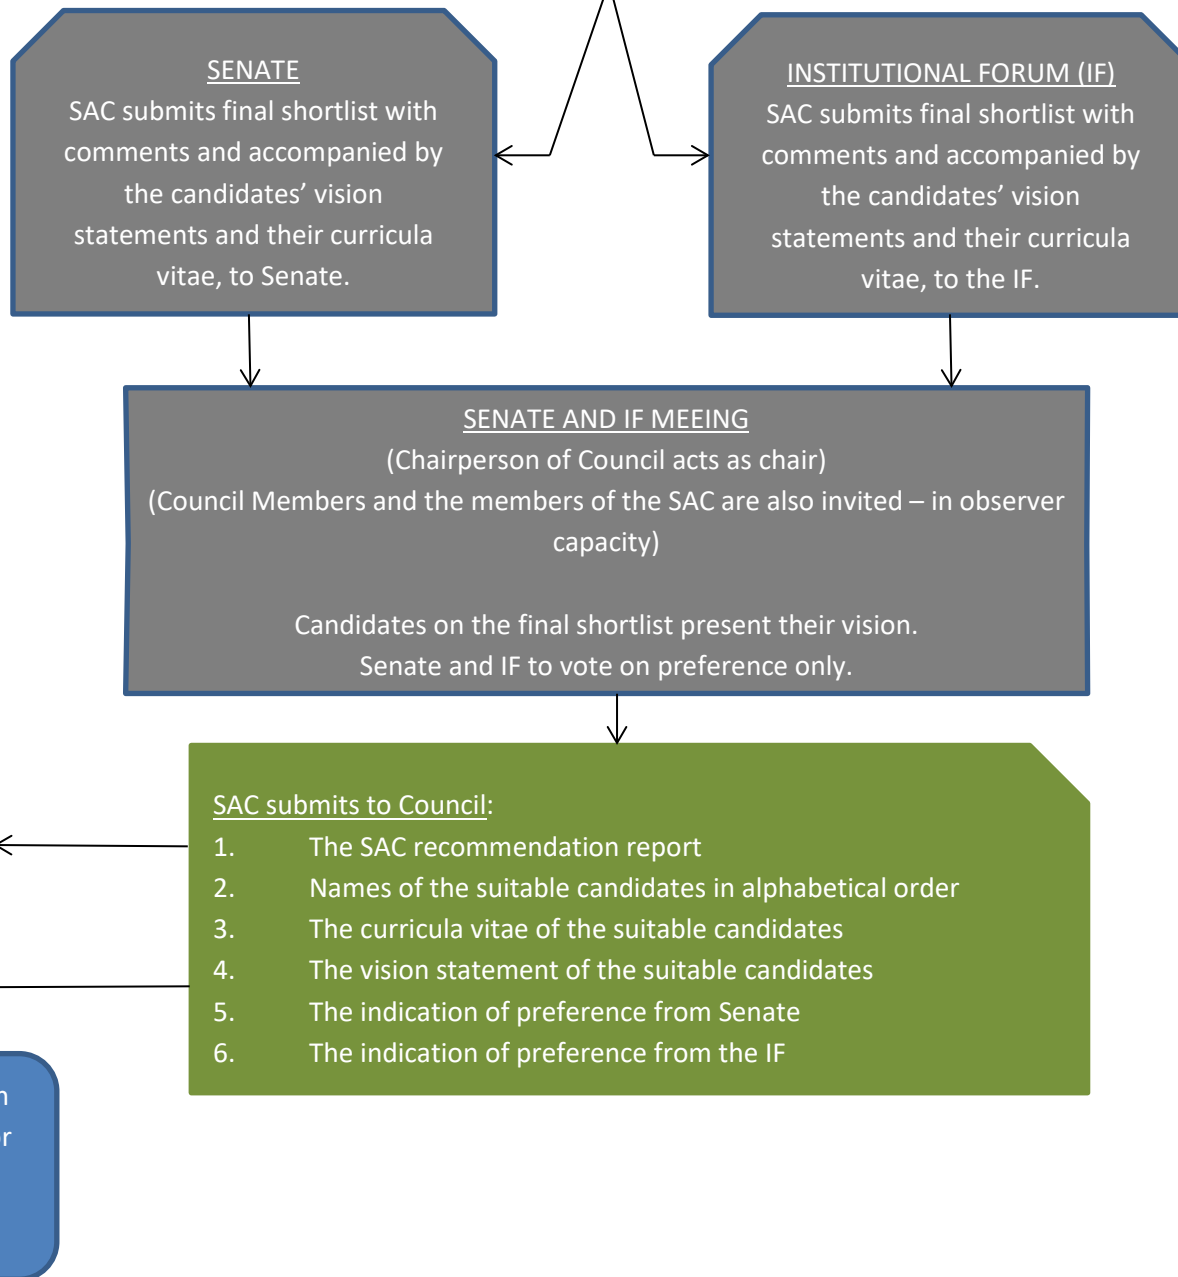 SENATE
SAC submits final shortlist with
comments and accompanied by
the candidates’ vision
statements and their curricula
vitae, to Senate.
INSTITUTIONAL FORUM (IF)
SAC submits final shortlist with
comments and accompanied by
the candidates’ vision
statements and their curricula
vitae, to the IF.
SENATE AND IF MEEING
(Chairperson of Council acts as chair)
(Council Members and the members of the SAC are also invited – in observer
capacity)
Candidates on the final shortlist present their vision.
Senate and IF to vote on preference only.
SAC submits to Council:
1. The SAC recommendation report
2. Names of the suitable candidates in alphabetical order
3. The curricula vitae of the suitable candidates
4. The vision statement of the suitable candidates
5. The indication of preference from Senate
6. The indication of preference from the IF